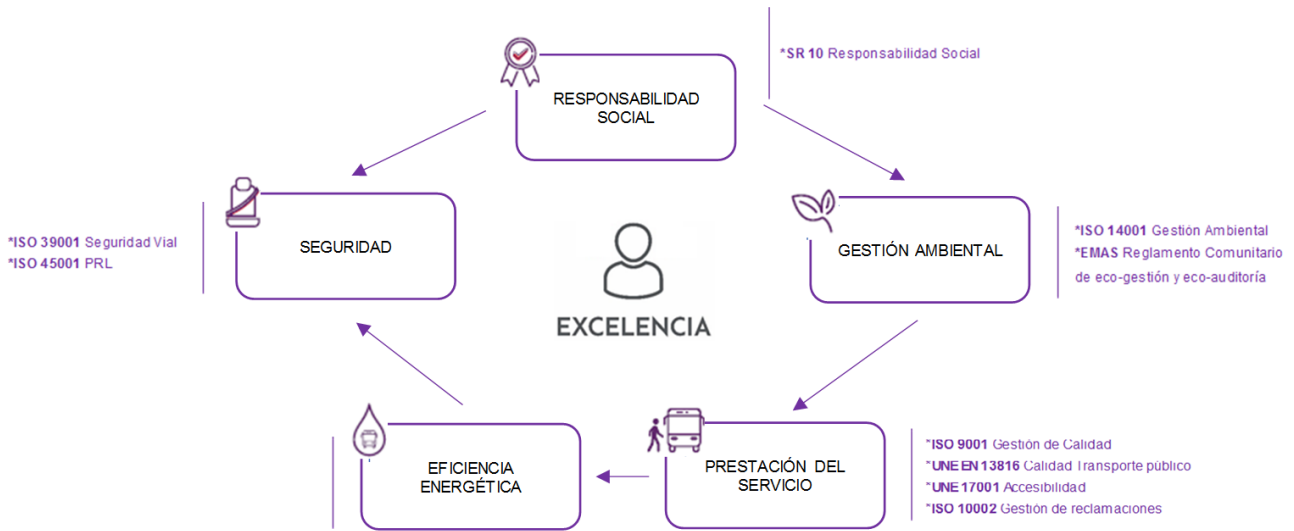 *SR 10 Responsabilidad Social
RESPONSABILIDAD
SOCIAL
*ISO 39001 Seguridad Vial
*ISO 45001 PRL
SEGURIDAD
GESTIÓN AMBIENTAL
*ISO 14001 Gestión Ambiental
*EMAS Reglamento Comunitario
de eco-gestión y eco-auditoría
EXCELENCIA
EFICIENCIA
ENERGÉTICA
PRESTACIÓN DEL
SERVICIO
*ISO 9001 Gestión de Calidad
*UNE EN 13816 Calidad Transporte público
*UNE 17001 Accesibilidad
*ISO 10002 Gestión de reclamaciones